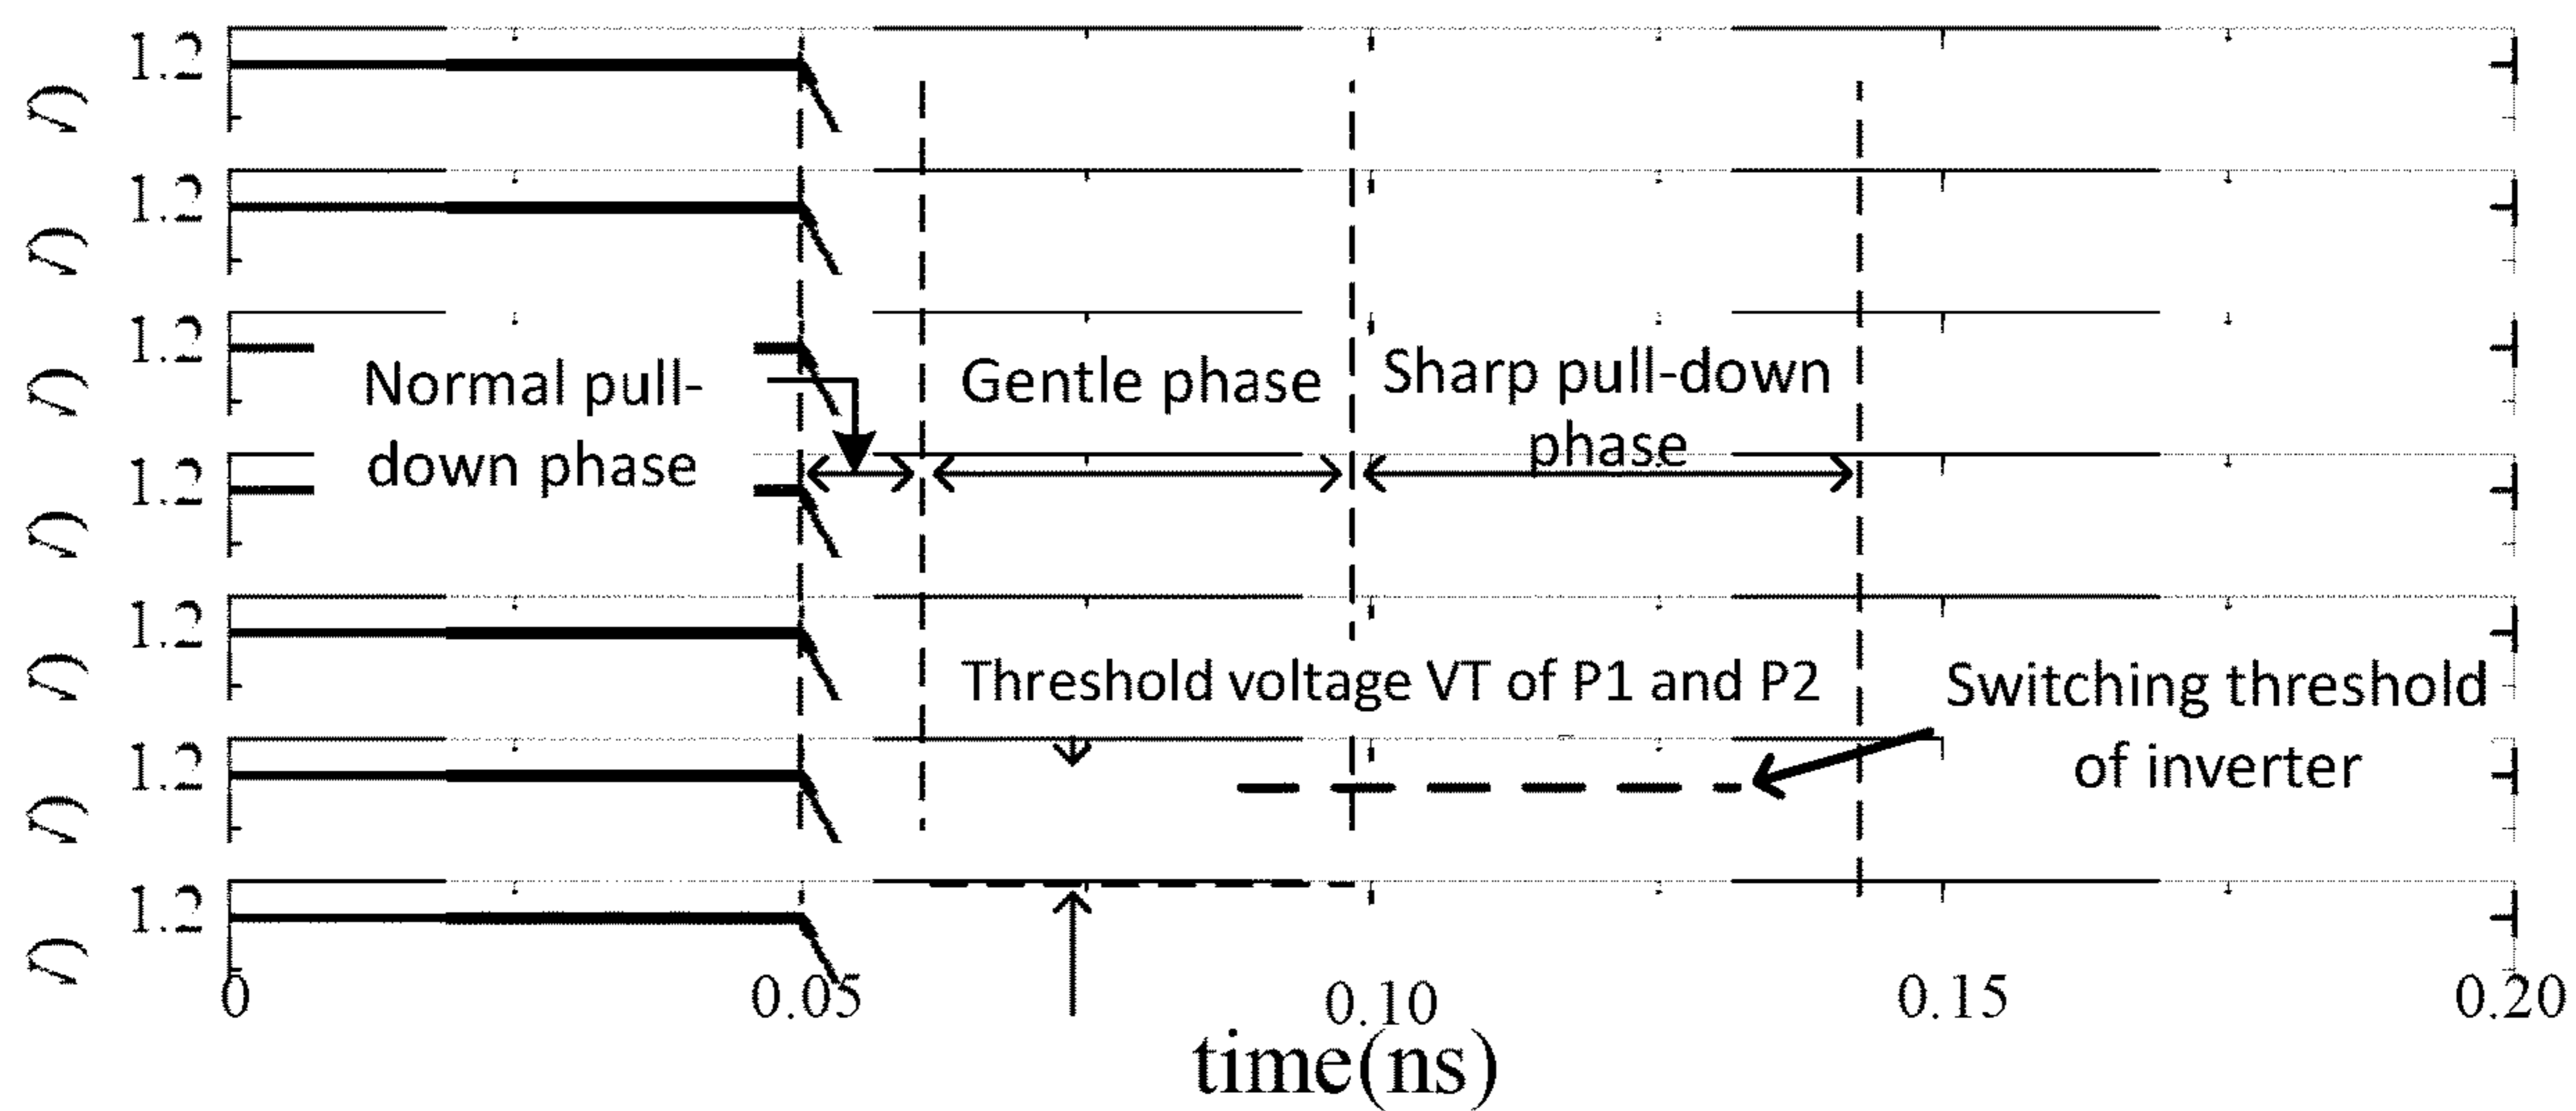 1.2
1.2
1.2
Normal pull-
down phase
Gentle phase
Sharp pull-down
phase
1.2
1.2
Threshold voltage VT of P1 and P2
Switching threshold
of inverter
1.2
1.2
0 0.05 0.10 0.15 0.20
time(ns)